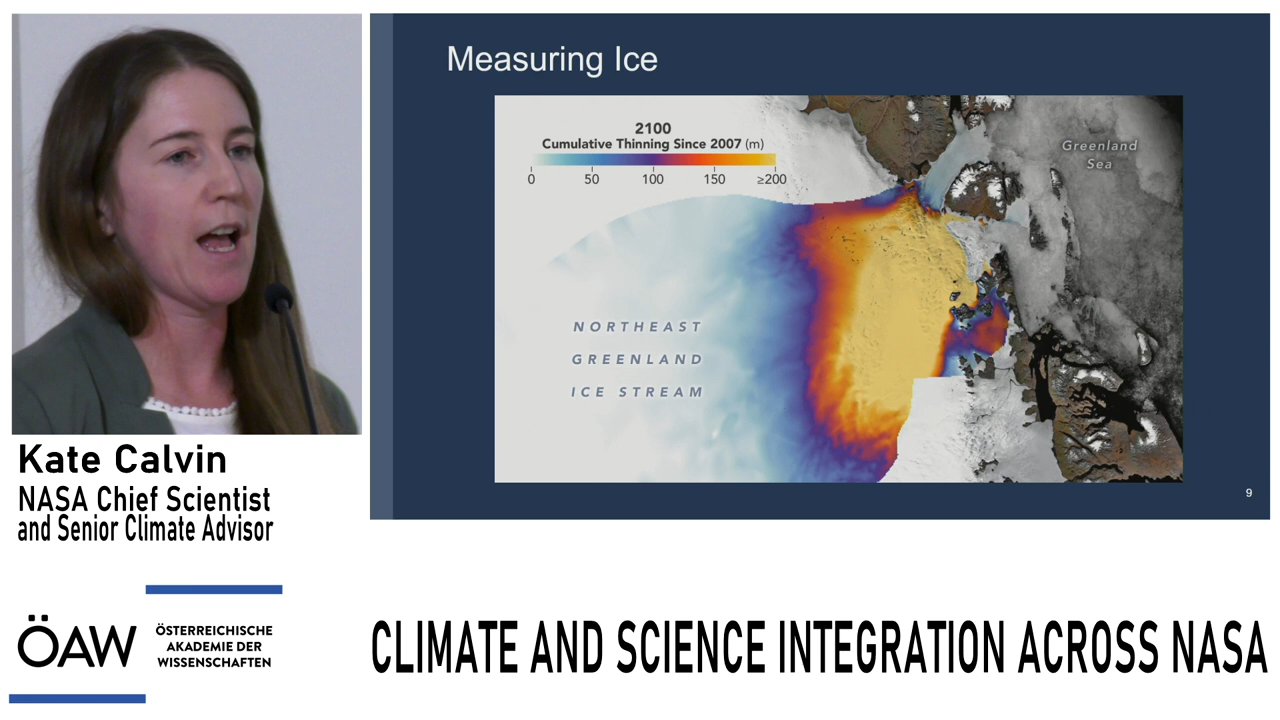 Measuring Ice
2100
Cumulative Thinning Since 2007 (m)
0 50 100 150 ≥200
Greenland
Sea
NORTHEAST
GREENLAND
ICE STREAM
9
Kate Calvin
NASA Chief Scientist
and Senior Climate Advisor
ÖAW
ÖSTERREICHISCHE
AKADEMIE DER
WISSENSCHAFTEN
CLIMATE AND SCIENCE INTEGRATION ACROSS NASA